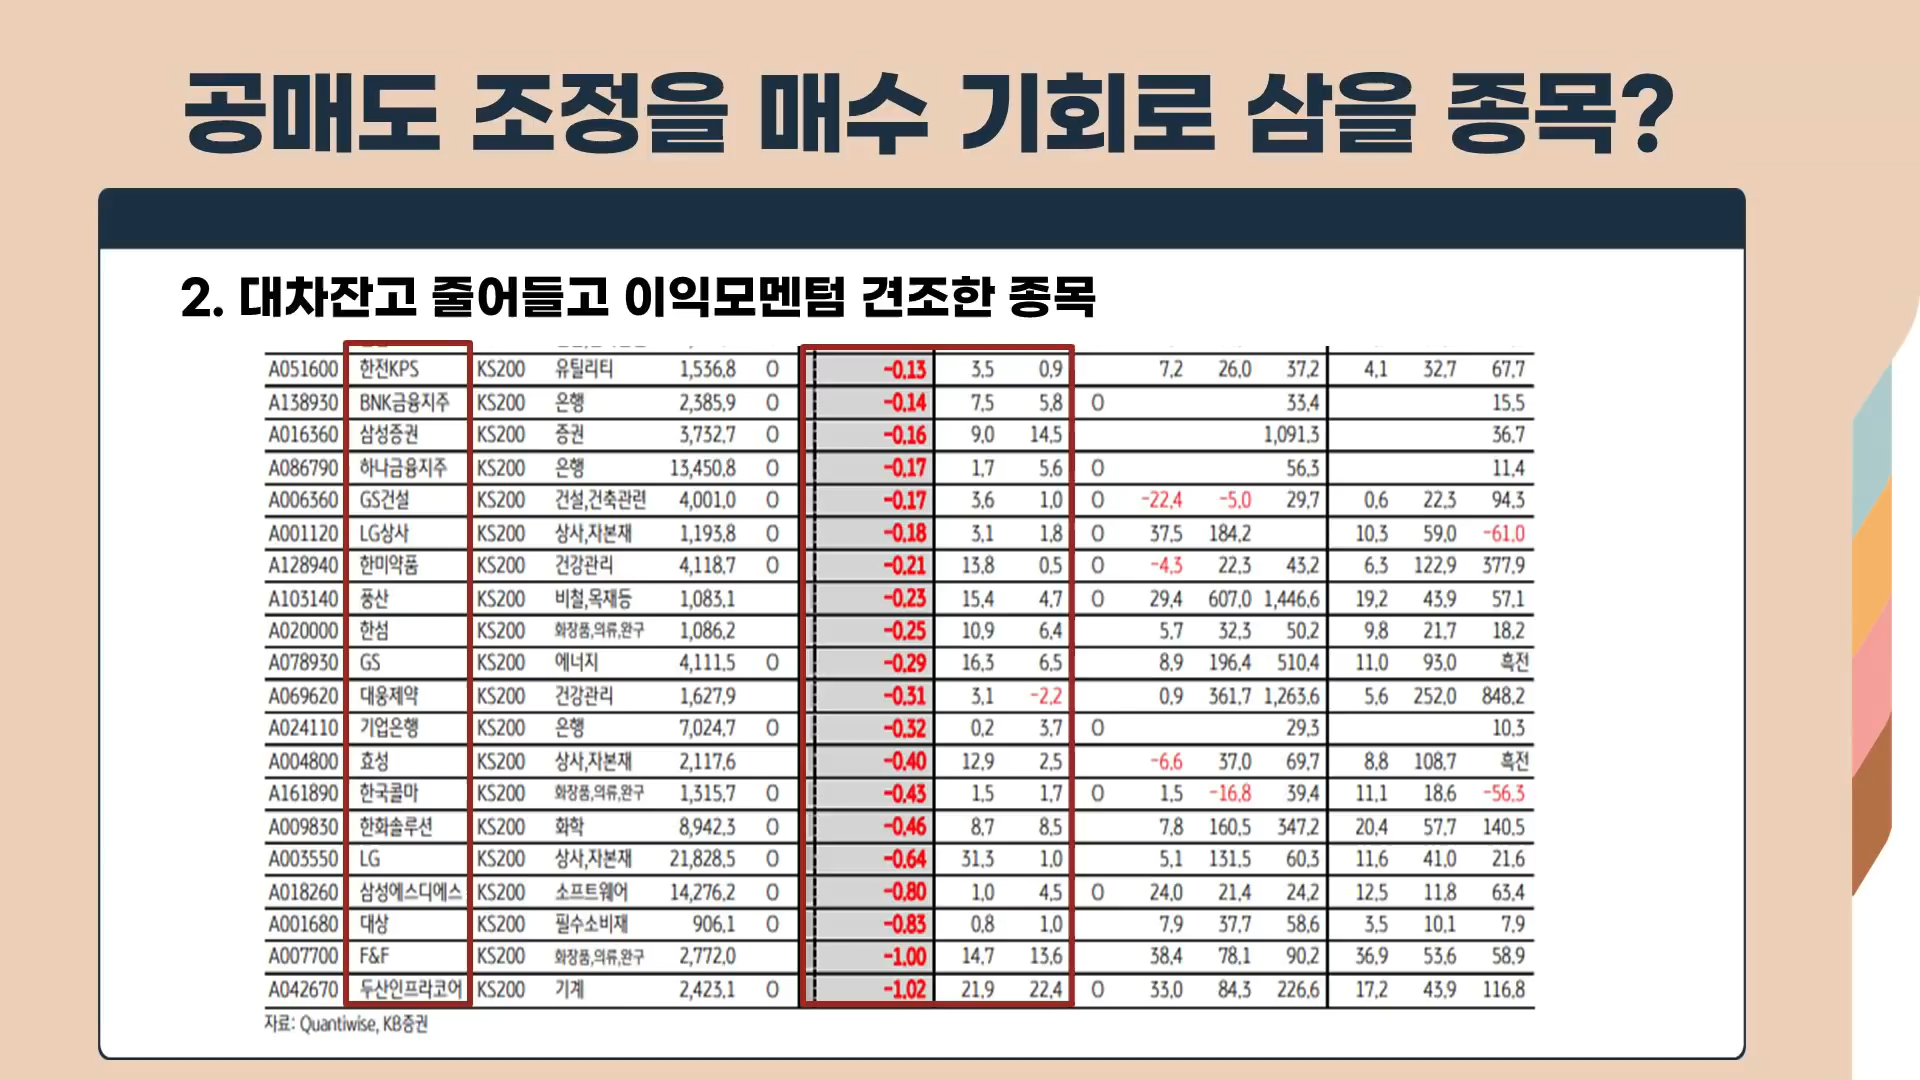 공매도 조정을 매수 기회로 삼을 종목?
2. 대차잔고 줄어들고 이익모멘텀 견조한 종목
A051600 한전KPS KS200 유틸리티 1,536.8 O -0.13 3.5 0.9 7.2 26.0 37.2 4.1 32.7 67.7
A138930 BNK금융지주 KS200 은행 2,385.9 O -0.14 7.5 5.8 O 33.4 15.5
A016360 삼성증권 KS200 증권 3,732.7 O -0.16 9.0 14.5 1,091.3 36.7
A086790 하나금융지주 KS200 은행 13,450.8 O -0.17 1.7 5.6 O 56.3 11.4
A006360 GS건설 KS200 건설,건축관련 4,001.0 O -0.17 3.6 1.0 O -22.4 -5.0 29.7 0.6 22.3 94.3
A001120 LG상사 KS200 상사,자본재 1,193.8 O -0.18 3.1 1.8 O 37.5 184.2 10.3 59.0 -61.0
A128940 한미약품 KS200 건강관리 4,118.7 O -0.21 13.8 0.5 O -4.3 22.3 43.2 6.3 122.9 377.9
A103140 풍산 KS200 비철,목재등 1,083.1 -0.23 15.4 4.7 O 29.4 607.0 1,446.6 19.2 43.9 57.1
A020000 한섬 KS200 화장품,의류,완구 1,086.2 -0.25 10.9 6.4 5.7 32.3 50.2 9.8 21.7 18.2
A078930 GS KS200 에너지 4,111.5 O -0.29 16.3 6.5 8.9 196.4 510.4 11.0 93.0 흑전
A069620 대웅제약 KS200 건강관리 1,627.9 -0.31 3.1 -2.2 0.9 361.7 1,263.6 5.6 252.0 848.2
A024110 기업은행 KS200 은행 7,024.7 O -0.32 0.2 3.7 O 29.3 10.3
A004800 효성 KS200 상사,자본재 2,117.6 -0.40 12.9 2.5 -6.6 37.0 69.7 8.8 108.7 흑전
A161890 한국콜마 KS200 화장품,의류,완구 1,315.7 O -0.43 1.5 1.7 O 1.5 -16.8 39.4 11.1 18.6 -56.3
A009830 한화솔루션 KS200 화학 8,942.3 O -0.46 8.7 8.5 7.8 160.5 347.2 20.4 57.7 140.5
A003550 LG KS200 상사,자본재 21,828.5 O -0.64 31.3 1.0 5.1 131.5 60.3 11.6 41.0 21.6
A018260 삼성에스디에스 KS200 소프트웨어 14,276.2 O -0.80 1.0 4.5 O 24.0 21.4 24.2 12.5 11.8 63.4
A001680 대상 KS200 필수소비재 906.1 O -0.83 0.8 1.0 7.9 37.7 58.6 3.5 10.1 7.9
A007700 F&F KS200 화장품,의류,완구 2,772.0 -1.00 14.7 13.6 38.4 78.1 90.2 36.9 53.6 58.9
A042670 두산인프라코어 KS200 기계 2,423.1 O -1.02 21.9 22.4 O 33.0 84.3 226.6 17.2 43.9 116.8
자료: Quantiwise, KB증권